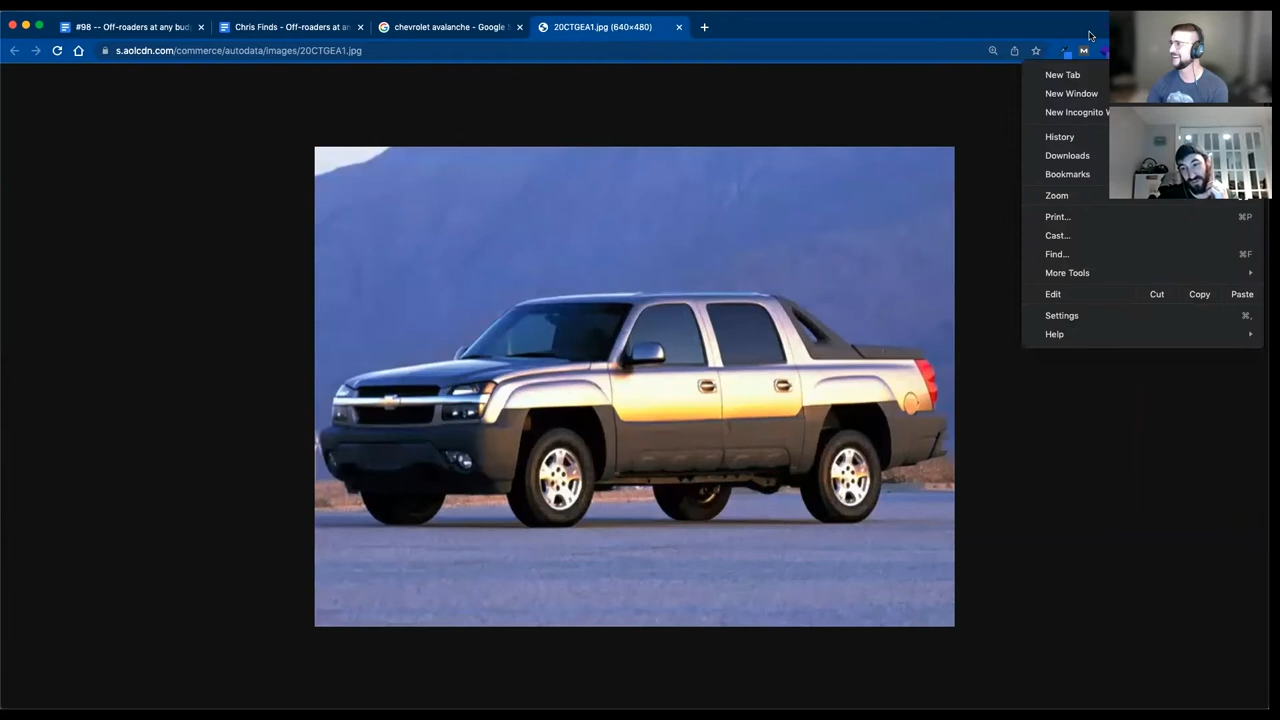 #98 -- Off-roaders at any bud
Chris Finds - Off-roaders at an
chevrolet avalanche - Google
20CTGEA1.jpg (640×480)
s.aolcdn.com/commerce/autodata/images/20CTGEA1.jpg
M
New Tab
New Window
New Incognito
History
Downloads
Bookmarks
Zoom
Print... ⌘P
Cast...
Find... ⌘F
More Tools
Edit Cut Copy Paste
Settings ⌘,
Help